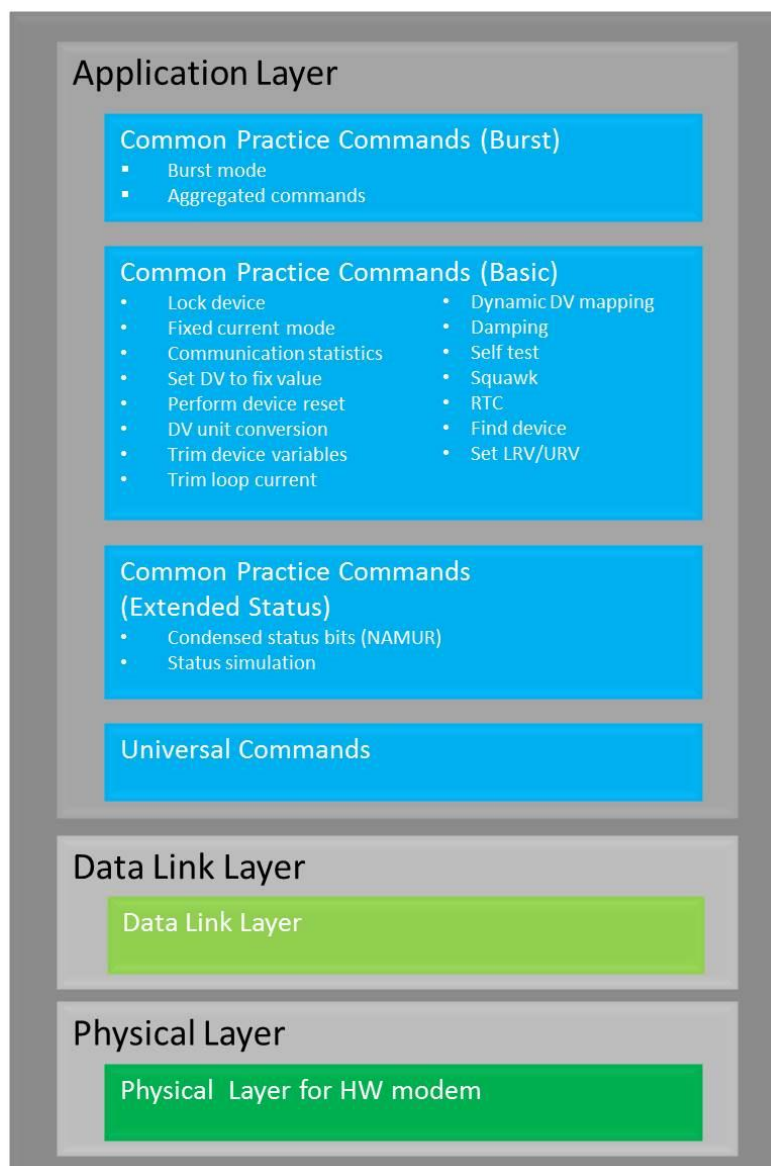 Application Layer
Common Practice Commands (Burst)
▪ Burst mode
▪ Aggregated commands
Common Practice Commands (Basic)
• Lock device
• Fixed current mode
• Communication statistics
• Set DV to fix value
• Perform device reset
• DV unit conversion
• Trim device variables
• Trim loop current
• Dynamic DV mapping
• Damping
• Self test
• Squawk
• RTC
• Find device
• Set LRV/URV
Common Practice Commands
(Extended Status)
• Condensed status bits (NAMUR)
• Status simulation
Universal Commands
Data Link Layer
Data Link Layer
Physical Layer
Physical Layer for HW modem